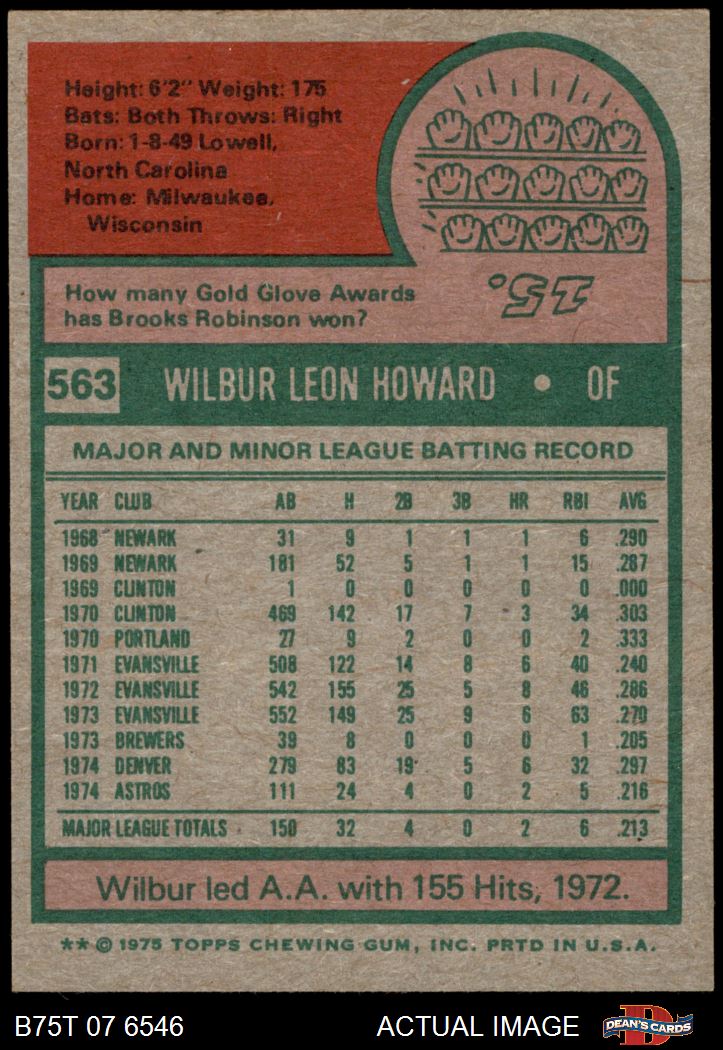 Height: 6'2" Weight: 175
Bats: Both Throws: Right
Born: 1-8-49 Lowell,
North Carolina
Home: Milwaukee,
Wisconsin
How many Gold Glove Awards
has Brooks Robinson won?
15.
563 WILBUR LEON HOWARD • OF
MAJOR AND MINOR LEAGUE BATTING RECORD
YEAR CLUB AB H 2B 3B HR RBI AVG
1968 NEWARK 31 9 1 1 1 6 .290
1969 NEWARK 181 52 5 1 1 15 .287
1969 CLINTON 1 0 0 0 0 0 .000
1970 CLINTON 469 142 17 7 3 34 .303
1970 PORTLAND 27 9 2 0 0 2 .333
1971 EVANSVILLE 508 122 14 8 6 40 .240
1972 EVANSVILLE 542 155 25 5 8 46 .286
1973 EVANSVILLE 552 149 25 9 6 63 .270
1973 BREWERS 39 8 0 0 0 1 .205
1974 DENVER 279 83 19 5 6 32 .297
1974 ASTROS 111 24 4 0 2 5 .216
MAJOR LEAGUE TOTALS 150 32 4 0 2 6 .213
Wilbur led A.A. with 155 Hits, 1972.
** © 1975 TOPPS CHEWING GUM, INC. PRTD IN U.S.A.
B75T 07 6546 ACTUAL IMAGE D DEAN'S CARDS